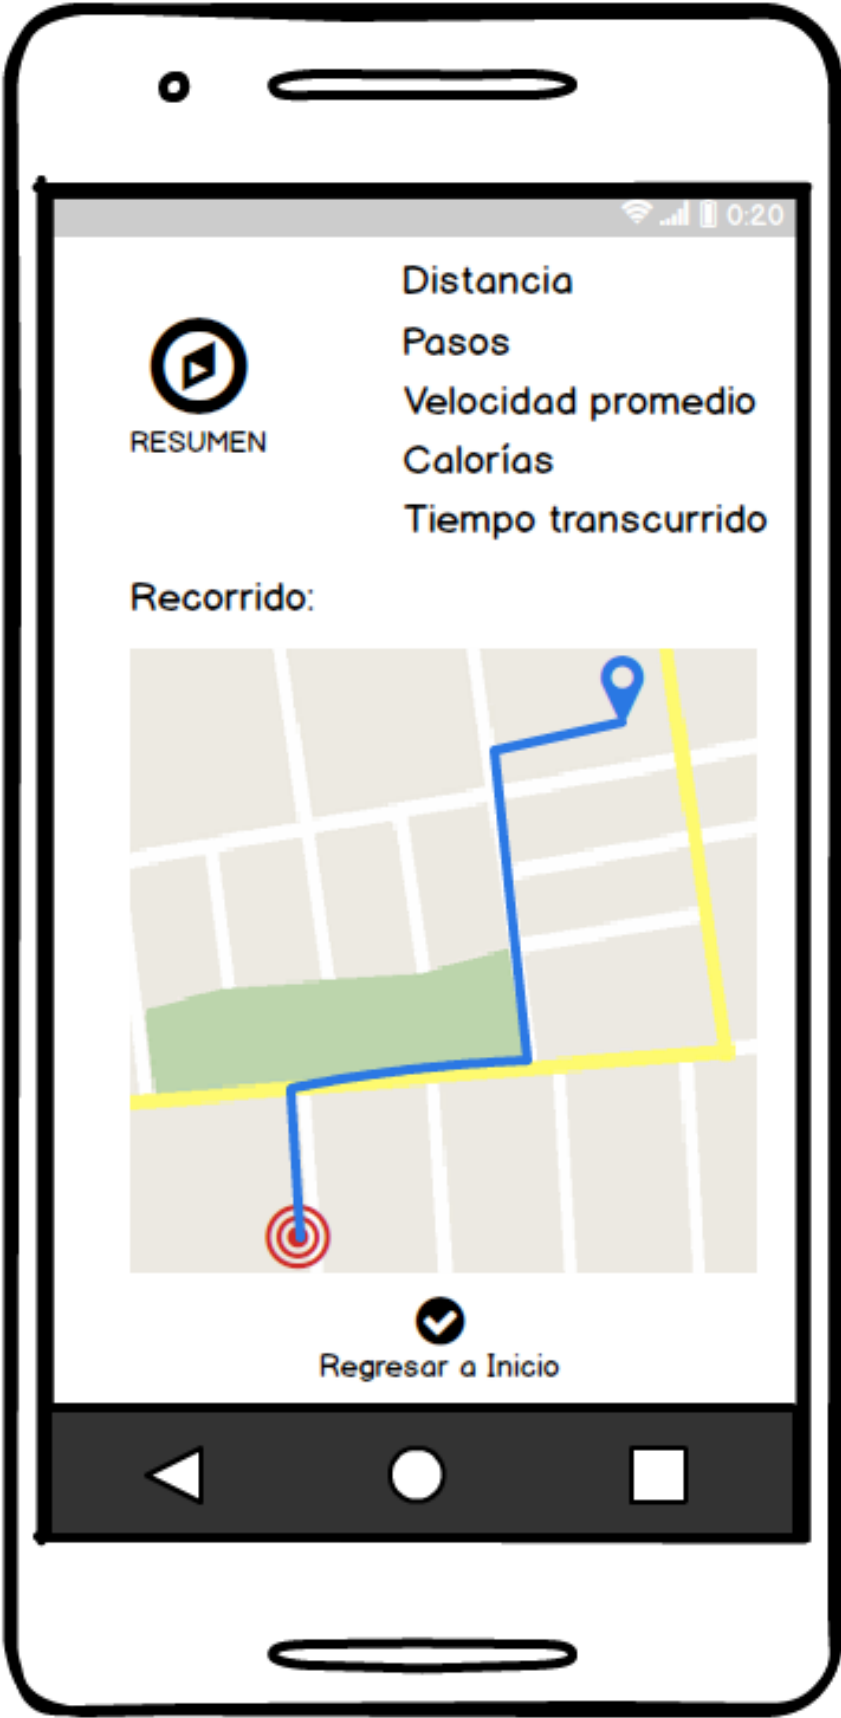 0:20
Distancia
Pasos
Velocidad promedio
Calorías
Tiempo transcurrido
RESUMEN
Recorrido:
Regresar a Inicio